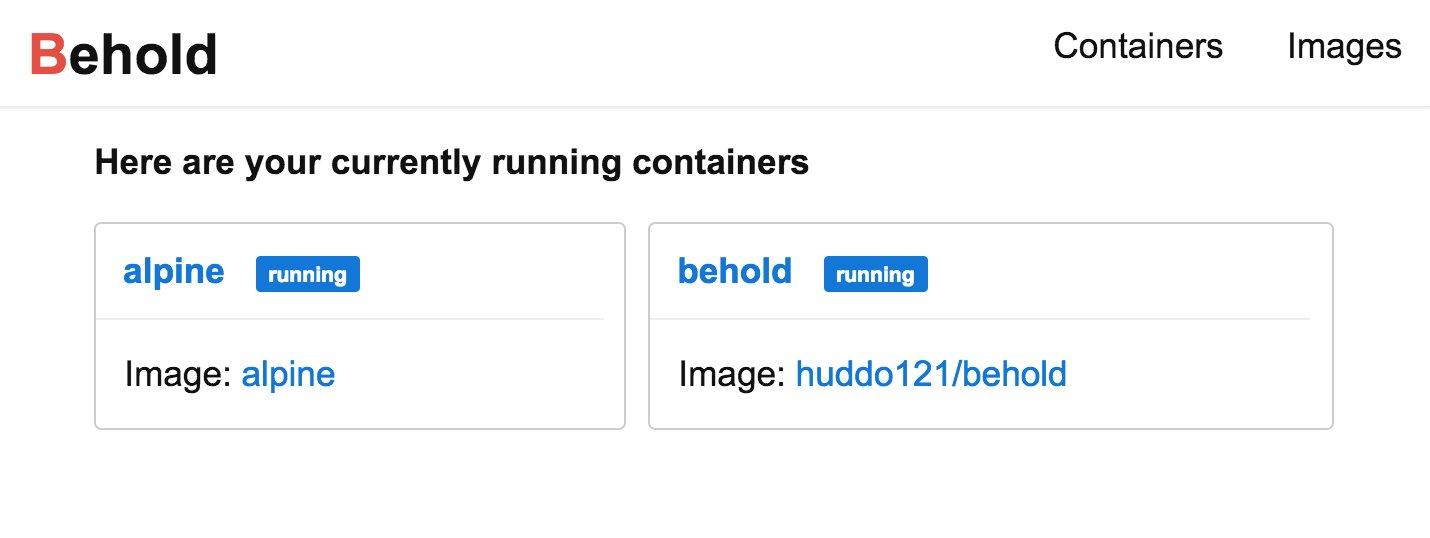 Behold
Containers Images
Here are your currently running containers
alpine running
Image: alpine
behold running
Image: huddo121/behold